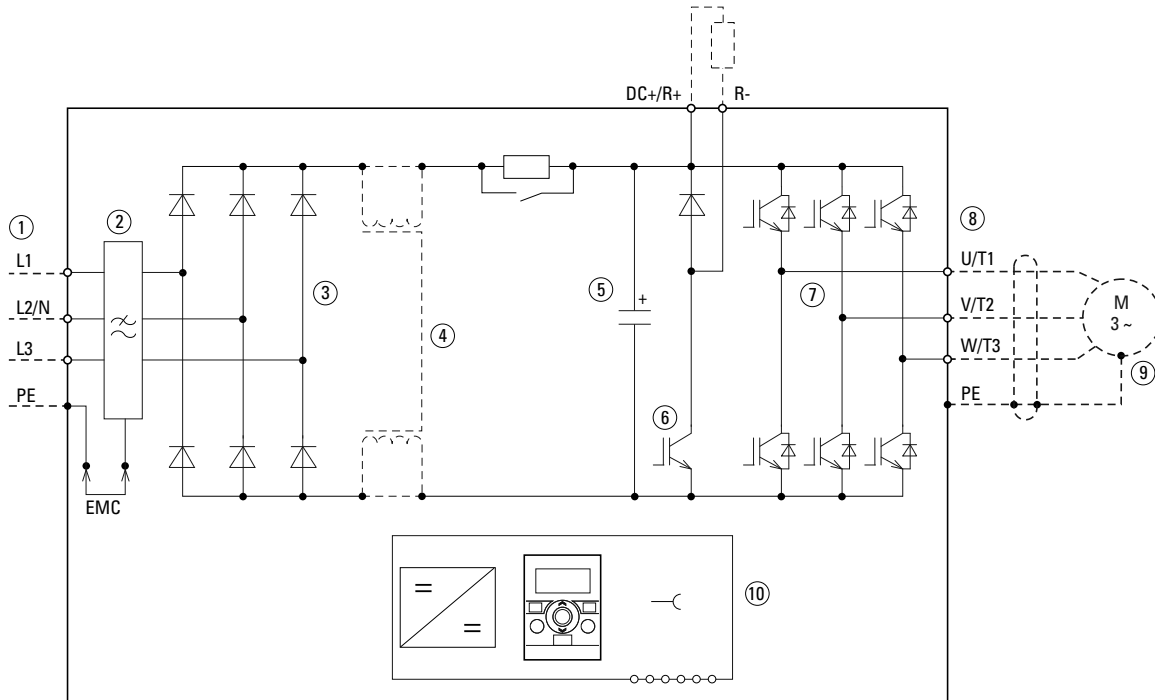 DC+/R+ R-
① ②
L1
L2/N
L3
PE
EMC
③
④
⑤
+
⑥
⑦
⑧
U/T1
V/T2
W/T3
PE
M
3 ~
⑨
⑩